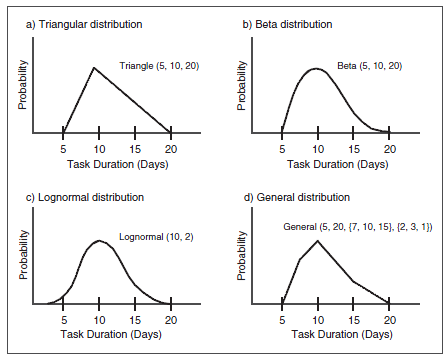 a) Triangular distribution
Probability
Triangle (5, 10, 20)
5 10 15 20
Task Duration (Days)
b) Beta distribution
Probability
Beta (5, 10, 20)
5 10 15 20
Task Duration (Days)
c) Lognormal distribution
Probability
Lognormal (10, 2)
5 10 15 20
Task Duration (Days)
d) General distribution
Probability
General (5, 20, {7, 10, 15}, {2, 3, 1})
5 10 15 20
Task Duration (Days)